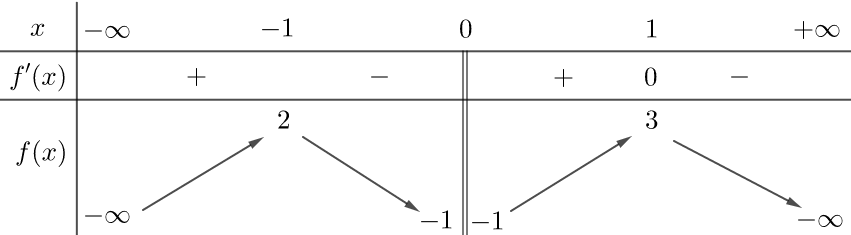 x −∞ −1 0 1 +∞
f′(x) + − + 0 −
2 3
f(x)
−∞ −1 −1 −∞